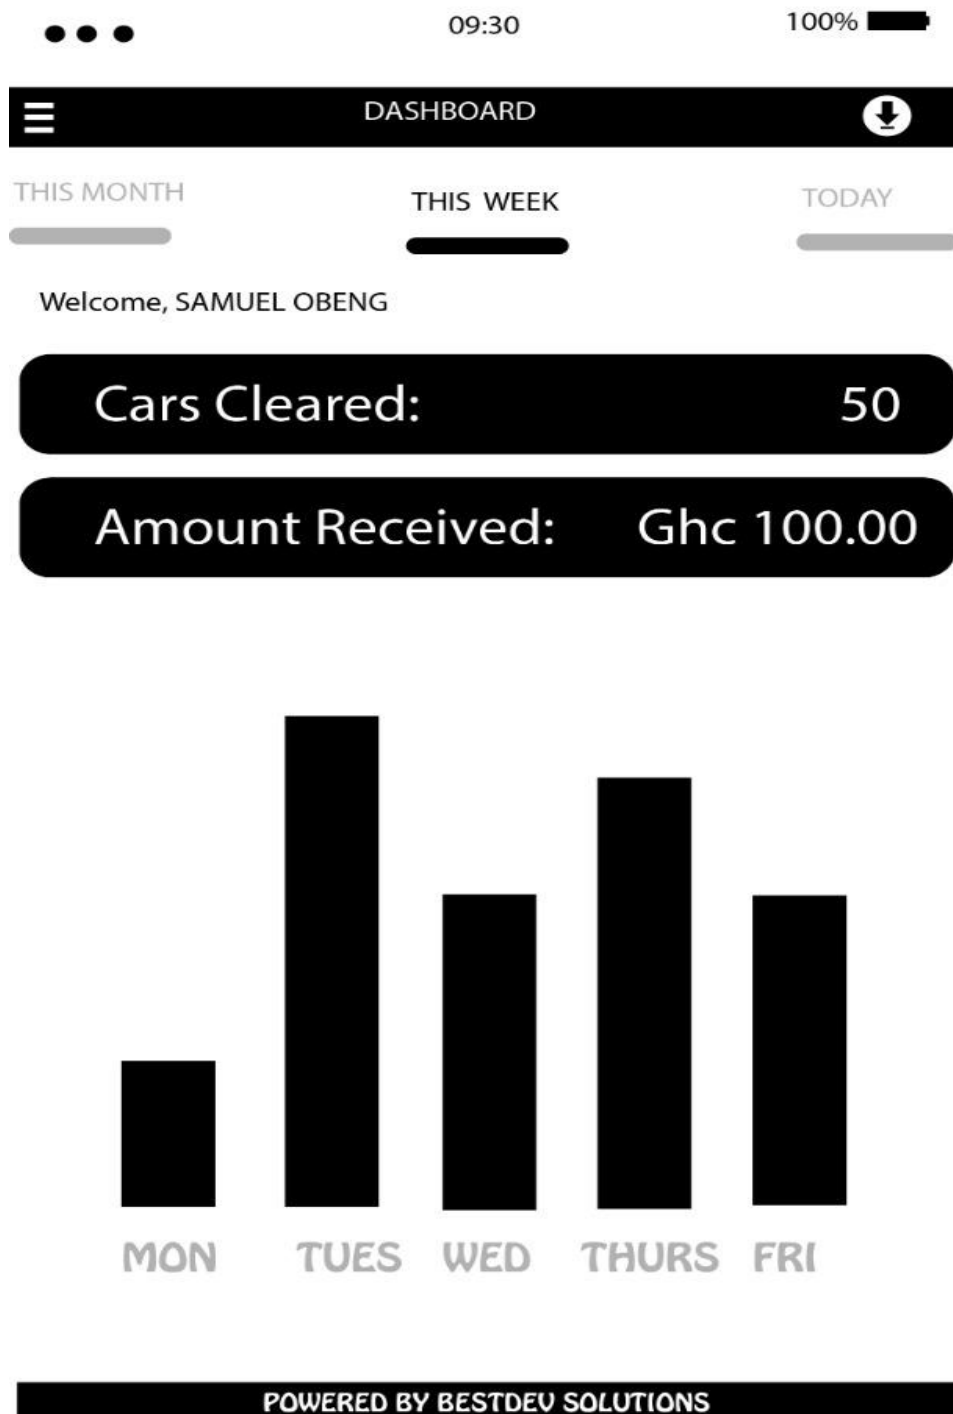 09:30 100%
DASHBOARD
THIS MONTH THIS WEEK TODAY
Welcome, SAMUEL OBENG
Cars Cleared: 50
Amount Received: Ghc 100.00
MON TUES WED THURS FRI
POWERED BY BESTDEV SOLUTIONS